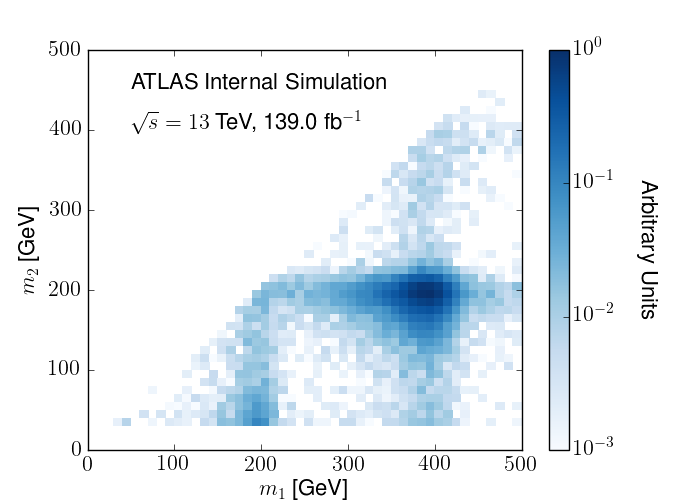 ATLAS Internal Simulation
√s = 13 TeV, 139.0 fb⁻¹
500
400
300
200
100
0
m₂ [GeV]
0 100 200 300 400 500
m₁ [GeV]
10⁰
10⁻¹
10⁻²
10⁻³
Arbitrary Units